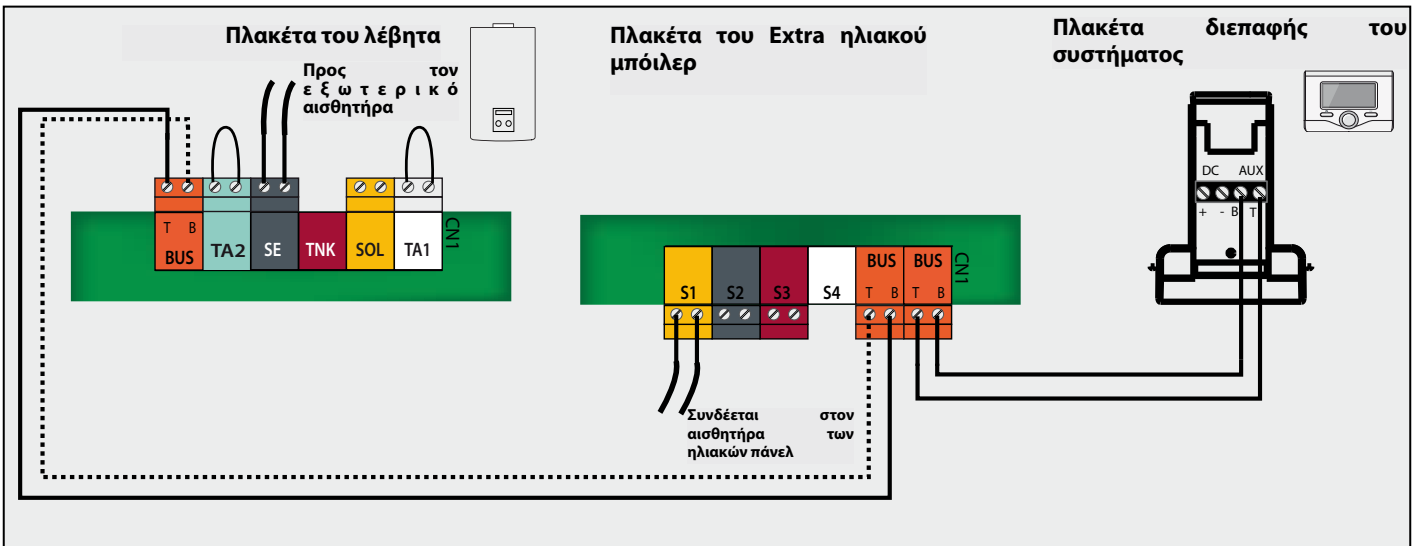 Πλακέτα του λέβητα
Προς τον
εξωτερικό
αισθητήρα
T B
BUS
TA2
SE
TNK
SOL
TA1
CN1
Πλακέτα του Extra ηλιακού
μπόιλερ
S1
S2
S3
S4
BUS
T B
BUS
T B
CN1
Συνδέεται στον
αισθητήρα των
ηλιακών πάνελ
Πλακέτα διεπαφής του
συστήματος
DC AUX
+ - B T